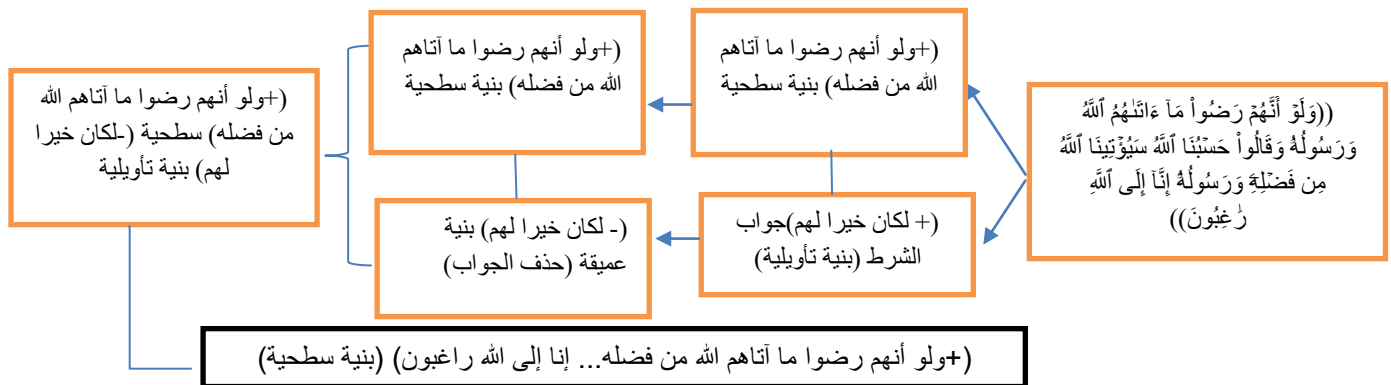 ((وَلَوۡ أَنَّهُمۡ رَضُواْ مَآ ءَاتَىٰهُمُ ٱللَّهُ
وَرَسُولُهُۥ وَقَالُواْ حَسۡبُنَا ٱللَّهُ سَيُؤۡتِينَا ٱللَّهُ
مِن فَضۡلِهِۦ وَرَسُولُهُۥٓ إِنَّآ إِلَى ٱللَّهِ
رَٰغِبُونَ))
(+ولو أنهم رضوا ما آتاهم
الله من فضله) بنية سطحية
(+ لكان خيرا لهم)جواب
الشرط (بنية تأويلية)
(+ولو أنهم رضوا ما آتاهم
الله من فضله) بنية سطحية
(- لكان خيرا لهم) بنية
عميقة (حذف الجواب)
(+ولو أنهم رضوا ما آتاهم الله
من فضله) سطحية (-لكان خيرا
لهم) بنية تأويلية
(+ولو أنهم رضوا ما آتاهم الله من فضله... إنا إلى الله راغبون) (بنية سطحية)